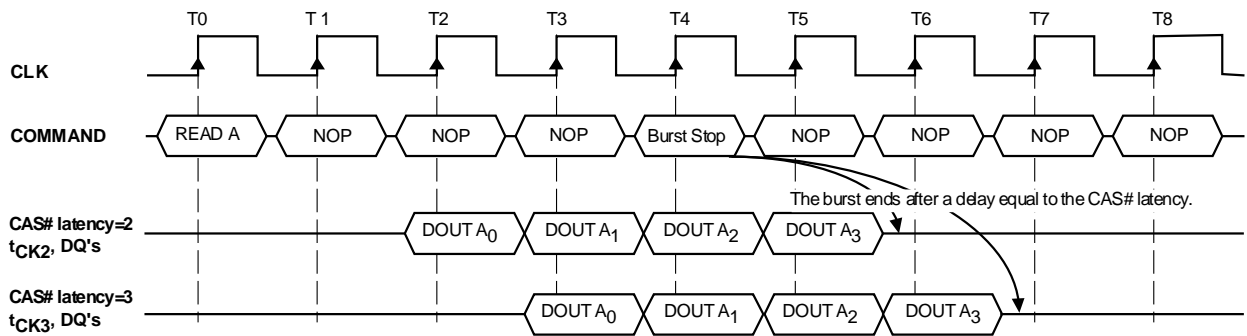 T0 T 1 T2 T3 T4 T5 T6 T7 T8
CLK
COMMAND READ A NOP NOP NOP Burst Stop NOP NOP NOP NOP
The burst ends after a delay equal to the CAS# latency.
CAS# latency=2
tCK2, DQ's DOUT A0 DOUT A1 DOUT A2 DOUT A3
CAS# latency=3
tCK3, DQ's DOUT A0 DOUT A1 DOUT A2 DOUT A3